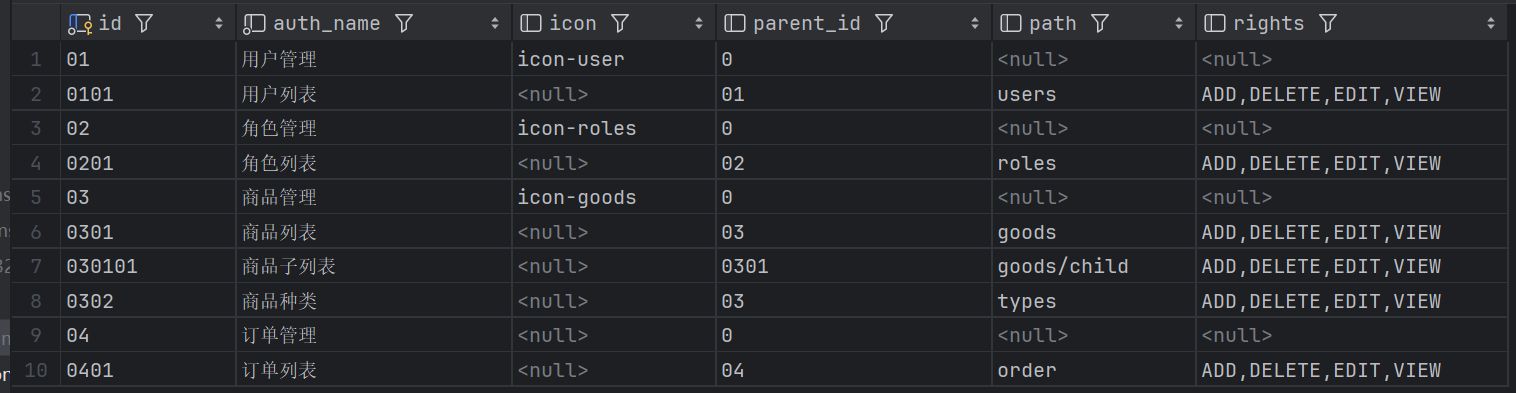 id auth_name icon parent_id path rights
1 01 用户管理 icon-user 0 <null> <null>
2 0101 用户列表 <null> 01 users ADD,DELETE,EDIT,VIEW
3 02 角色管理 icon-roles 0 <null> <null>
4 0201 角色列表 <null> 02 roles ADD,DELETE,EDIT,VIEW
5 03 商品管理 icon-goods 0 <null> <null>
6 0301 商品列表 <null> 03 goods ADD,DELETE,EDIT,VIEW
7 030101 商品子列表 <null> 0301 goods/child ADD,DELETE,EDIT,VIEW
8 0302 商品种类 <null> 03 types ADD,DELETE,EDIT,VIEW
9 04 订单管理 <null> 0 <null> <null>
10 0401 订单列表 <null> 04 order ADD,DELETE,EDIT,VIEW